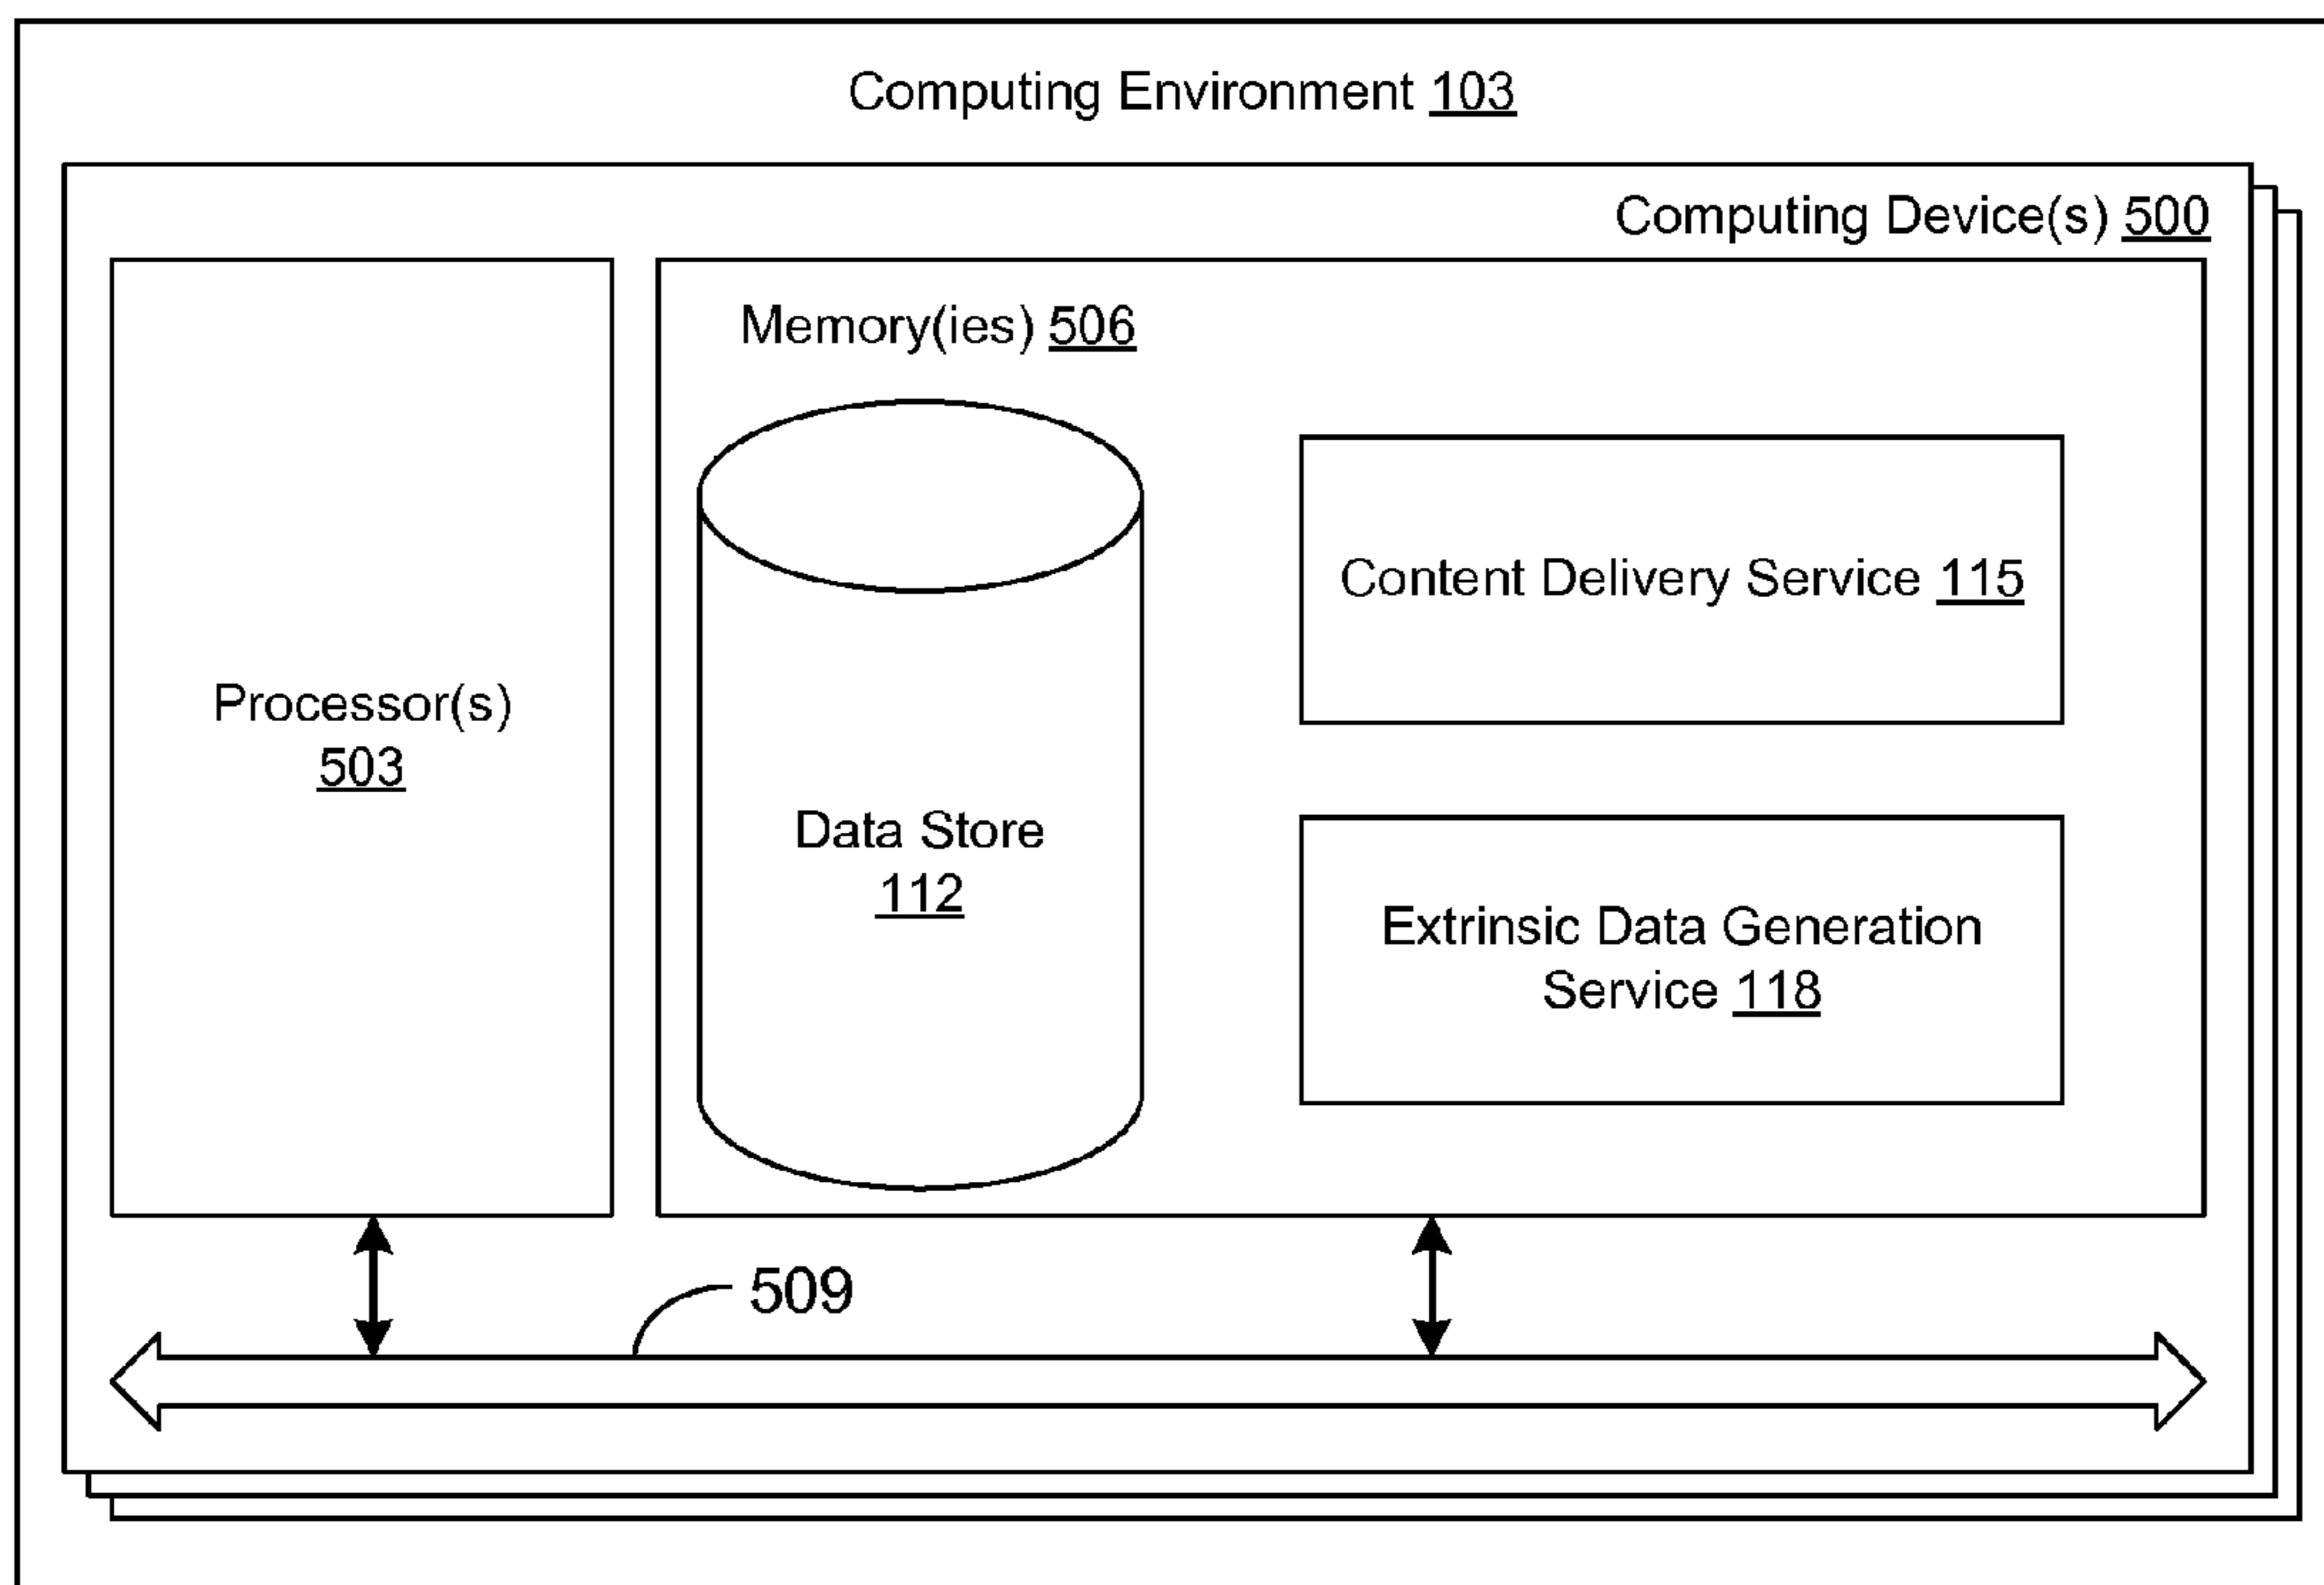 Computing Environment 103
Computing Device(s) 500
Memory(ies) 506
Content Delivery Service 115
Processor(s)
503
Data Store
112
Extrinsic Data Generation
Service 118
509